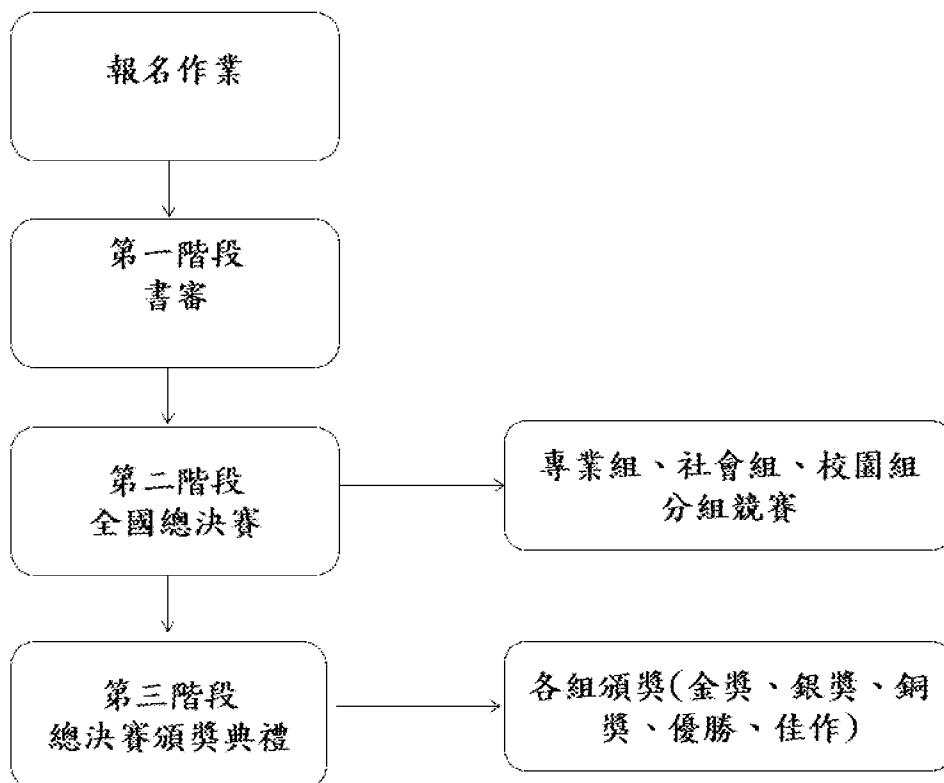 報名作業
第一階段
書審
第二階段
全國總決賽
專業組、社會組、校園組
分組競賽
第三階段
總決賽頒獎典禮
各組頒獎(金獎、銀獎、銅
獎、優勝、佳作)